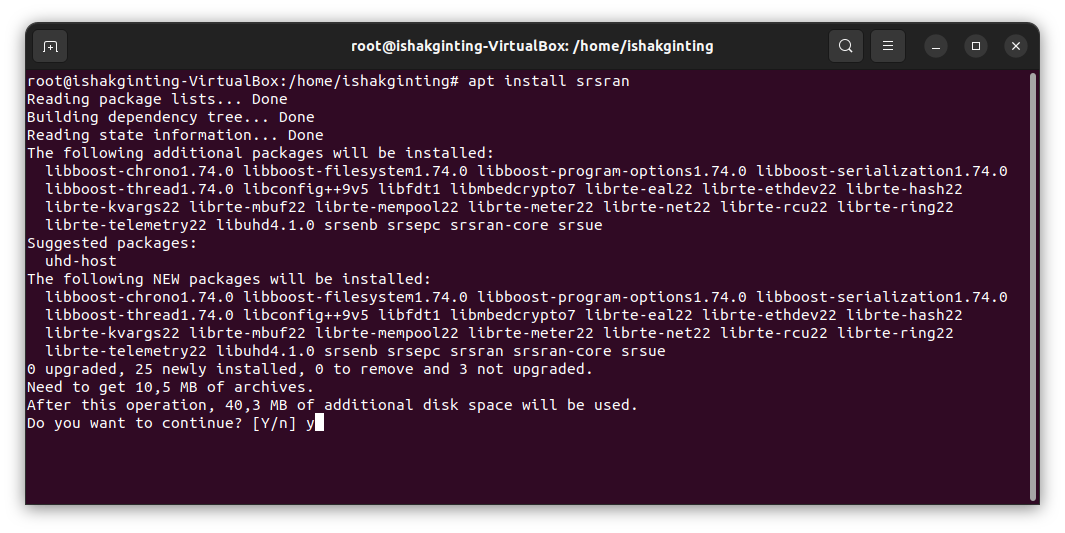 root@ishakginting-VirtualBox: /home/ishakginting
root@ishakginting-VirtualBox:/home/ishakginting# apt install srsran
Reading package lists... Done
Building dependency tree... Done
Reading state information... Done
The following additional packages will be installed:
  libboost-chrono1.74.0 libboost-filesystem1.74.0 libboost-program-options1.74.0 libboost-serialization1.74.0
  libboost-thread1.74.0 libconfig++9v5 libfdt1 libmbedcrypto7 librte-eal22 librte-ethdev22 librte-hash22
  librte-kvargs22 librte-mbuf22 librte-mempool22 librte-meter22 librte-net22 librte-rcu22 librte-ring22
  librte-telemetry22 libuhd4.1.0 srsenb srsepc srsran-core srsue
Suggested packages:
  uhd-host
The following NEW packages will be installed:
  libboost-chrono1.74.0 libboost-filesystem1.74.0 libboost-program-options1.74.0 libboost-serialization1.74.0
  libboost-thread1.74.0 libconfig++9v5 libfdt1 libmbedcrypto7 librte-eal22 librte-ethdev22 librte-hash22
  librte-kvargs22 librte-mbuf22 librte-mempool22 librte-meter22 librte-net22 librte-rcu22 librte-ring22
  librte-telemetry22 libuhd4.1.0 srsenb srsepc srsran srsran-core srsue
0 upgraded, 25 newly installed, 0 to remove and 3 not upgraded.
Need to get 10,5 MB of archives.
After this operation, 40,3 MB of additional disk space will be used.
Do you want to continue? [Y/n] y